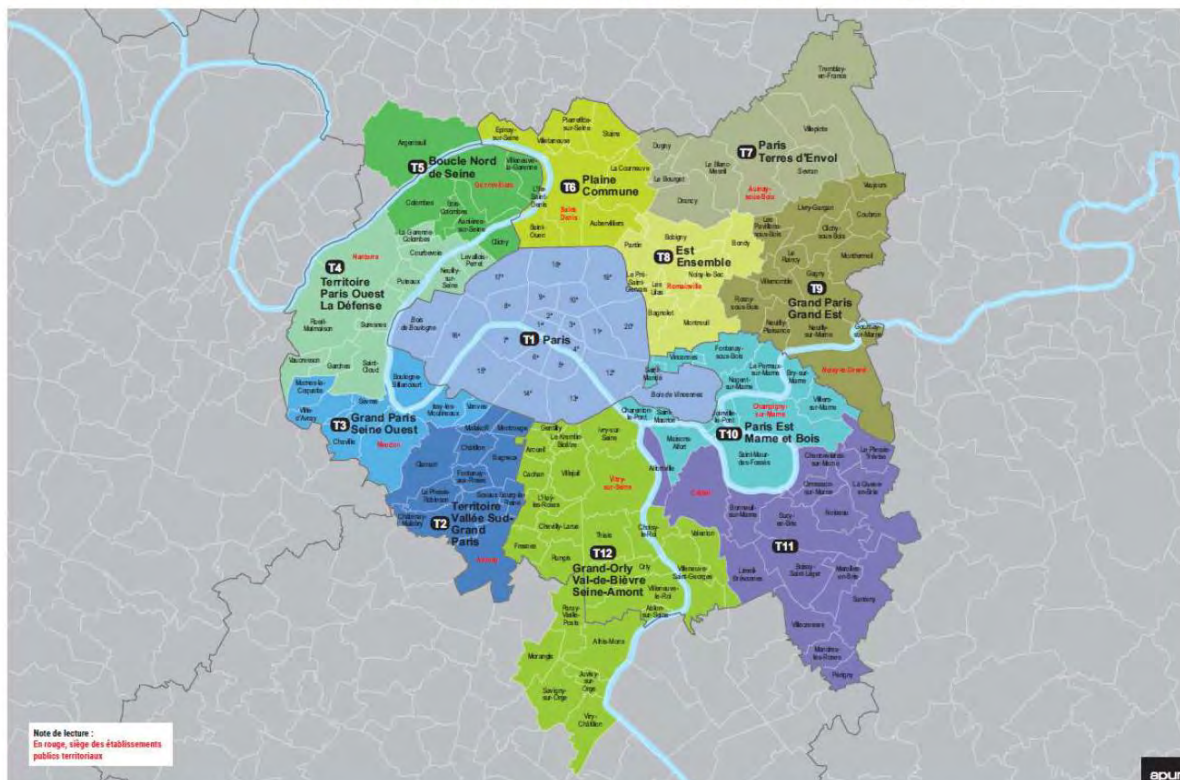 Tremblay-
en-France
Villepinte
T7 Paris
Terres d'Envol
Dugny
Le Blanc-
Mesnil
Sevran
Le Bourget
Aulnay-
sous-Bois
Drancy
Argenteuil
T5 Boucle Nord
de Seine
Villeneuve-
la-Garenne
Gennevilliers
Colombes
Bois-
Colombes
Asnières-
sur-Seine
Clichy
Épinay-
sur-Seine
Pierrefitte-
sur-Seine
Villetaneuse
Stains
La Courneuve
T6 Plaine
Commune
L'Île-
Saint-
Denis
Saint-
Denis
Saint-
Ouen
Aubervilliers
La Garenne-
Colombes
Courbevoie
Levallois-
Perret
Nanterre
Neuilly-
sur-
Seine
Puteaux
T4
Territoire
Paris Ouest
La Défense
Rueil-
Malmaison
Suresnes
Vaucresson
Garches
Saint-
Cloud
Bobigny
Pantin
Bondy
T8 Est
Ensemble
Noisy-le-Sec
Le Pré-
Saint-
Gervais
Les
Lilas
Romainville
Bagnolet
Montreuil
Vaujours
Livry-Gargan
Coubron
Les
Pavillons-
sous-Bois
Clichy-
sous-Bois
Le
Raincy
Montfermeil
Gagny
Villemomble
T9
Grand Paris
Grand Est
Rosny-
sous-Bois
Neuilly-
Plaisance
Neuilly-
sur-Marne
Gournay-
sur-Marne
Noisy-le-Grand
18e
17e
19e
9e
10e
8e
2e
1er
3e
11e
20e
T1 Paris
16e
7e
4e
6e
5e
12e
15e
14e
13e
Bois
de Boulogne
Bois de Vincennes
Boulogne-
Billancourt
Marnes-la-
Coquette
Sèvres
Ville-
d'Avray
Issy-les-
Moulineaux
Vanves
T3 Grand Paris
Seine Ouest
Chaville
Meudon
Malakoff
Montrouge
Châtillon
Bagneux
Clamart
Fontenay-
aux-Roses
Le Plessis-
Robinson
Sceaux
Bourg-la-
Reine
Châtenay-
Malabry
T2 Territoire
Vallée Sud-
Grand
Paris
Antony
Vincennes
Fontenay-
sous-Bois
Saint-
Mandé
Nogent-
sur-Marne
Le Perreux-
sur-Marne
Bry-sur-
Marne
Villiers-
sur-Marne
Champigny-
sur-Marne
Charenton-
le-Pont
Saint-
Maurice
Joinville-
le-Pont
T10 Paris Est
Marne et Bois
Maisons-
Alfort
Saint-Maur-
des-Fossés
Gentilly
Le Kremlin-
Bicêtre
Ivry-sur-
Seine
Arcueil
Cachan
Villejuif
Vitry-
sur-Seine
L'Haÿ-
les-Roses
Chevilly-Larue
Thiais
Choisy-
le-Roi
Fresnes
Rungis
T12
Grand-Orly
Val-de-Bièvre
Seine-Amont
Orly
Valenton
Villeneuve-
Saint-Georges
Villeneuve-
le-Roi
Ablon-
sur-Seine
Paray-
Vieille-
Poste
Athis-Mons
Morangis
Savigny-
sur-Orge
Juvisy-
sur-
Orge
Viry-
Châtillon
Alfortville
Créteil
Chennevières-
sur-Marne
Le Plessis-
Trévise
Ormesson-
sur-Marne
La Queue-
en-Brie
Bonneuil-
sur-Marne
Sucy-
en-Brie
Noiseau
T11
Limeil-
Brévannes
Boissy-
Saint-Léger
Marolles-
en-Brie
Santeny
Villecresnes
Mandres-
les-Roses
Périgny
Note de lecture :
En rouge, siège des établissements
publics territoriaux
apur